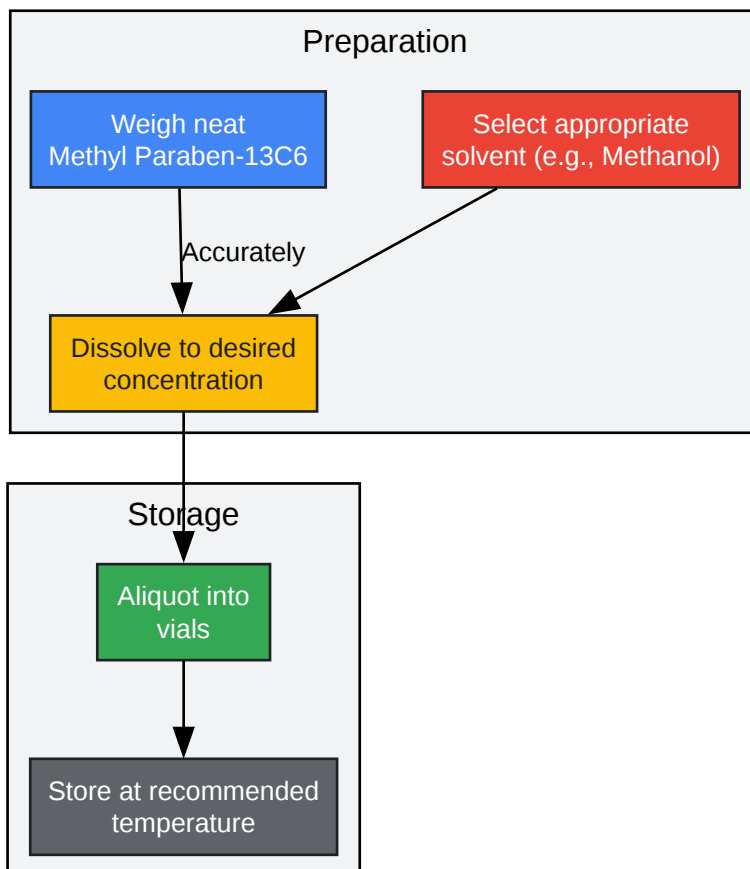 Preparation
Weigh neat
Methyl Paraben-13C6
Select appropriate
solvent (e.g., Methanol)
Accurately
Dissolve to desired
concentration
Storage
Aliquot into
vials
Store at recommended
temperature